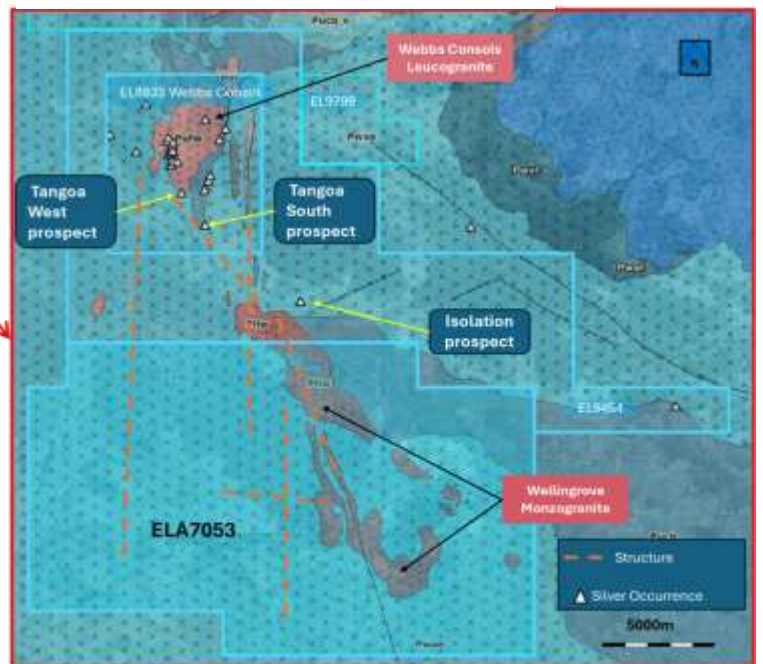 Webbs Consols
Leucogranite
EL8933 Webbs Consol
EL9799
Tangoa
West
prospect
Tangoa
South
prospect
Isolation
prospect
EL9454
Wellingrove
Monzogranite
ELA7053
Structure
Silver Occurrence
5000m